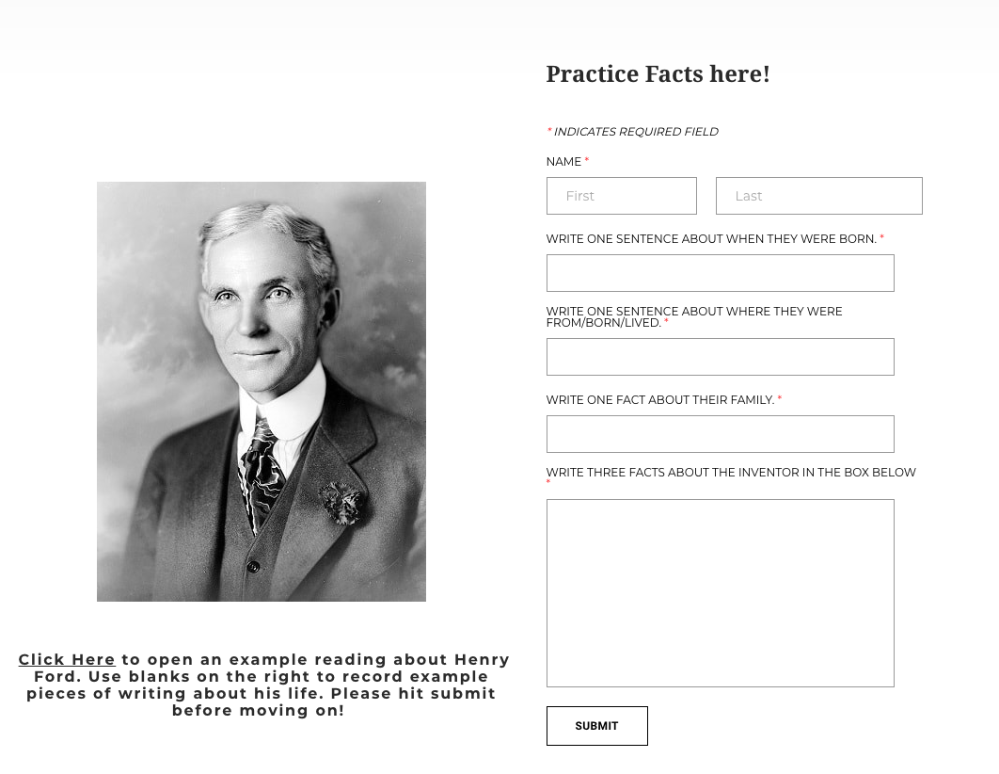 Practice Facts here!
* INDICATES REQUIRED FIELD
NAME *
First
Last
WRITE ONE SENTENCE ABOUT WHEN THEY WERE BORN. *
WRITE ONE SENTENCE ABOUT WHERE THEY WERE
FROM/BORN/LIVED. *
WRITE ONE FACT ABOUT THEIR FAMILY. *
WRITE THREE FACTS ABOUT THE INVENTOR IN THE BOX BELOW
*
SUBMIT
Click Here to open an example reading about Henry
Ford. Use blanks on the right to record example
pieces of writing about his life. Please hit submit
before moving on!